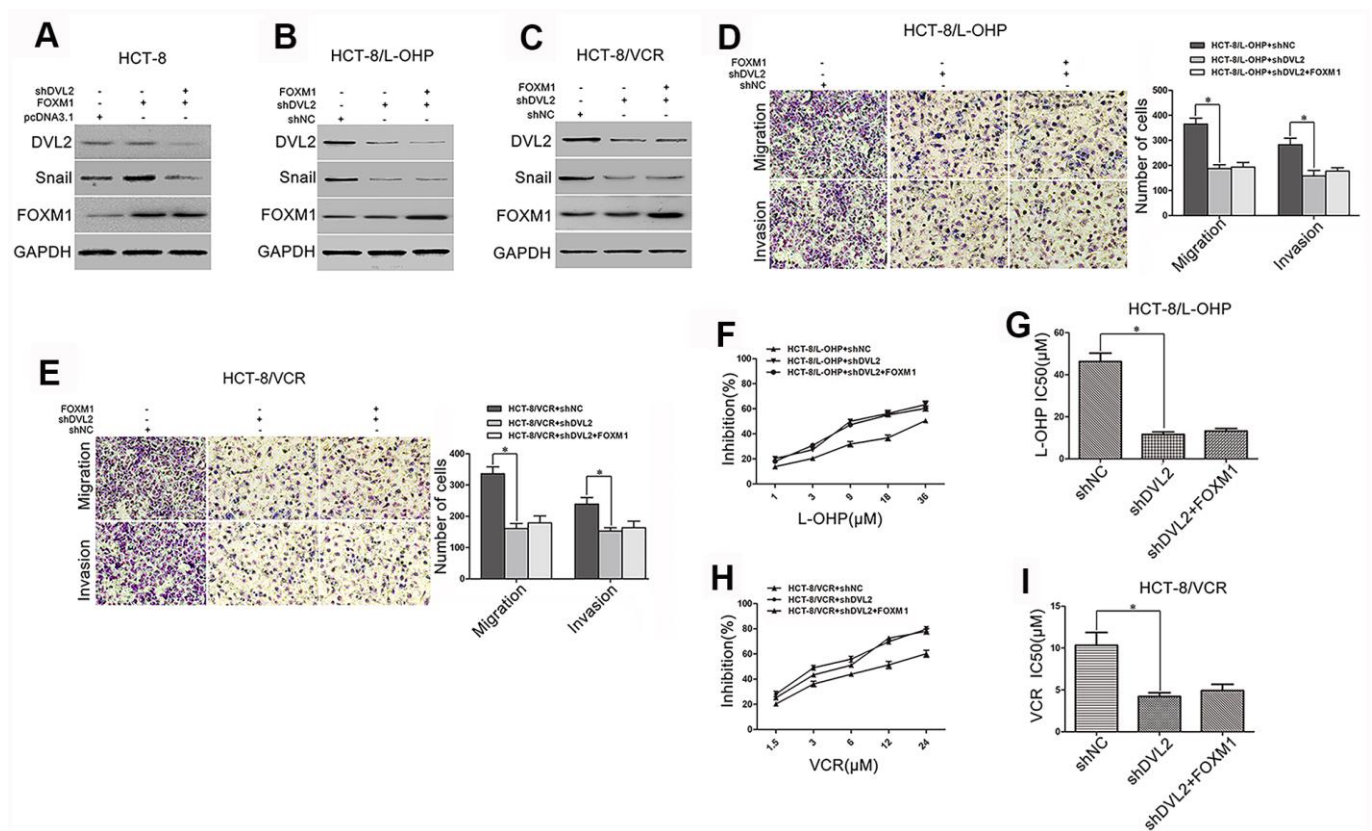 A
HCT-8
shDVL2 - - +
FOXM1 - + +
pcDNA3.1 + - -
DVL2
Snail
FOXM1
GAPDH
B
HCT-8/L-OHP
FOXM1 - - +
shDVL2 - + +
shNC + - -
DVL2
Snail
FOXM1
GAPDH
C
HCT-8/VCR
FOXM1 - - +
shDVL2 - + +
shNC + - -
DVL2
Snail
FOXM1
GAPDH
D
HCT-8/L-OHP
FOXM1 - - +
shDVL2 - + +
shNC + - -
Migration
Invasion
HCT-8/L-OHP+shNC
HCT-8/L-OHP+shDVL2
HCT-8/L-OHP+shDVL2+FOXM1
Number of cells
500
400
300
200
100
0
*
*
Migration
Invasion
E
HCT-8/VCR
FOXM1 - - +
shDVL2 - + +
shNC + - -
Migration
Invasion
HCT-8/VCR+shNC
HCT-8/VCR+shDVL2
HCT-8/VCR+shDVL2+FOXM1
Number of cells
400
300
200
100
0
*
*
Migration
Invasion
F
HCT-8/L-OHP+shNC
HCT-8/L-OHP+shDVL2
HCT-8/L-OHP+shDVL2+FOXM1
Inhibition(%)
100
80
60
40
20
0
1 3 9 18 36
L-OHP(μM)
G
HCT-8/L-OHP
L-OHP IC50(μM)
60
40
20
0
*
shNC
shDVL2
shDVL2+FOXM1
H
HCT-8/VCR+shNC
HCT-8/VCR+shDVL2
HCT-8/VCR+shDVL2+FOXM1
Inhibition(%)
100
80
60
40
20
0
1.5 3 6 12 24
VCR(μM)
I
HCT-8/VCR
VCR IC50(μM)
15
10
5
0
*
shNC
shDVL2
shDVL2+FOXM1